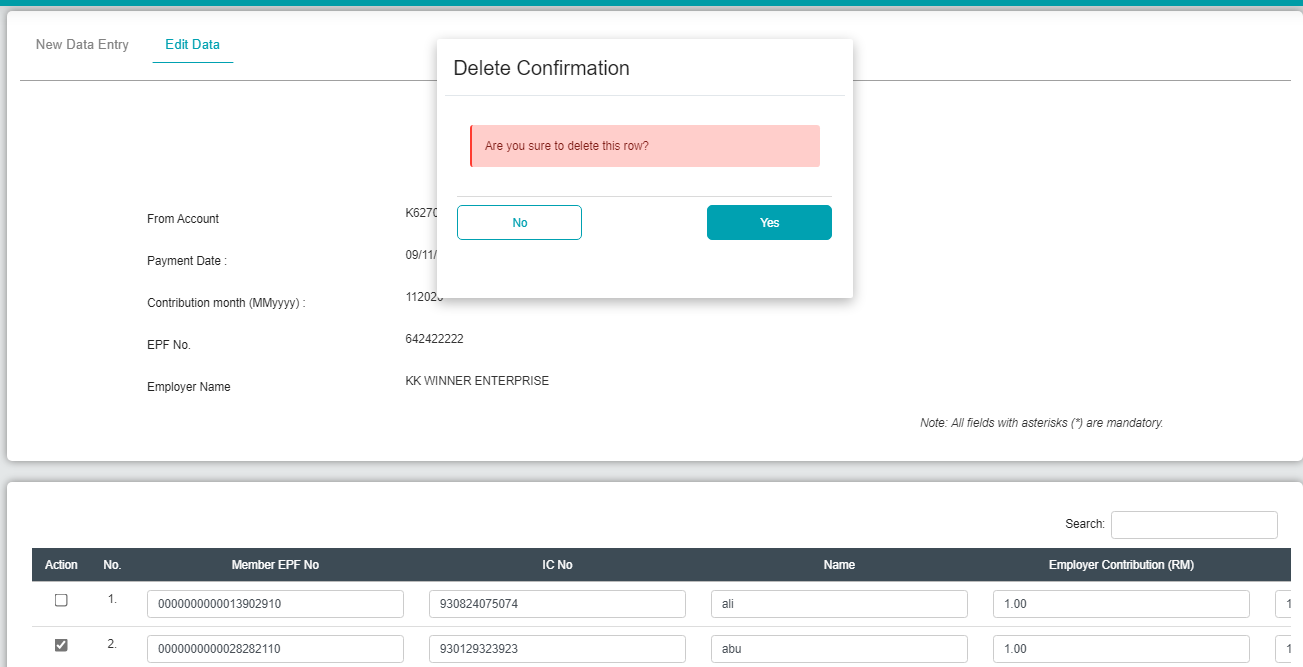 New Data Entry Edit Data
Delete Confirmation
Are you sure to delete this row?
No Yes
From Account K6270
Payment Date : 09/11/
Contribution month (MMyyyy) : 11202
EPF No. 642422222
Employer Name KK WINNER ENTERPRISE
Note: All fields with asterisks (*) are mandatory.
Search:
Action No. Member EPF No IC No Name Employer Contribution (RM)
1. 0000000000013902910 930824075074 ali 1.00 1
2. 0000000000028282110 930129323923 abu 1.00 1